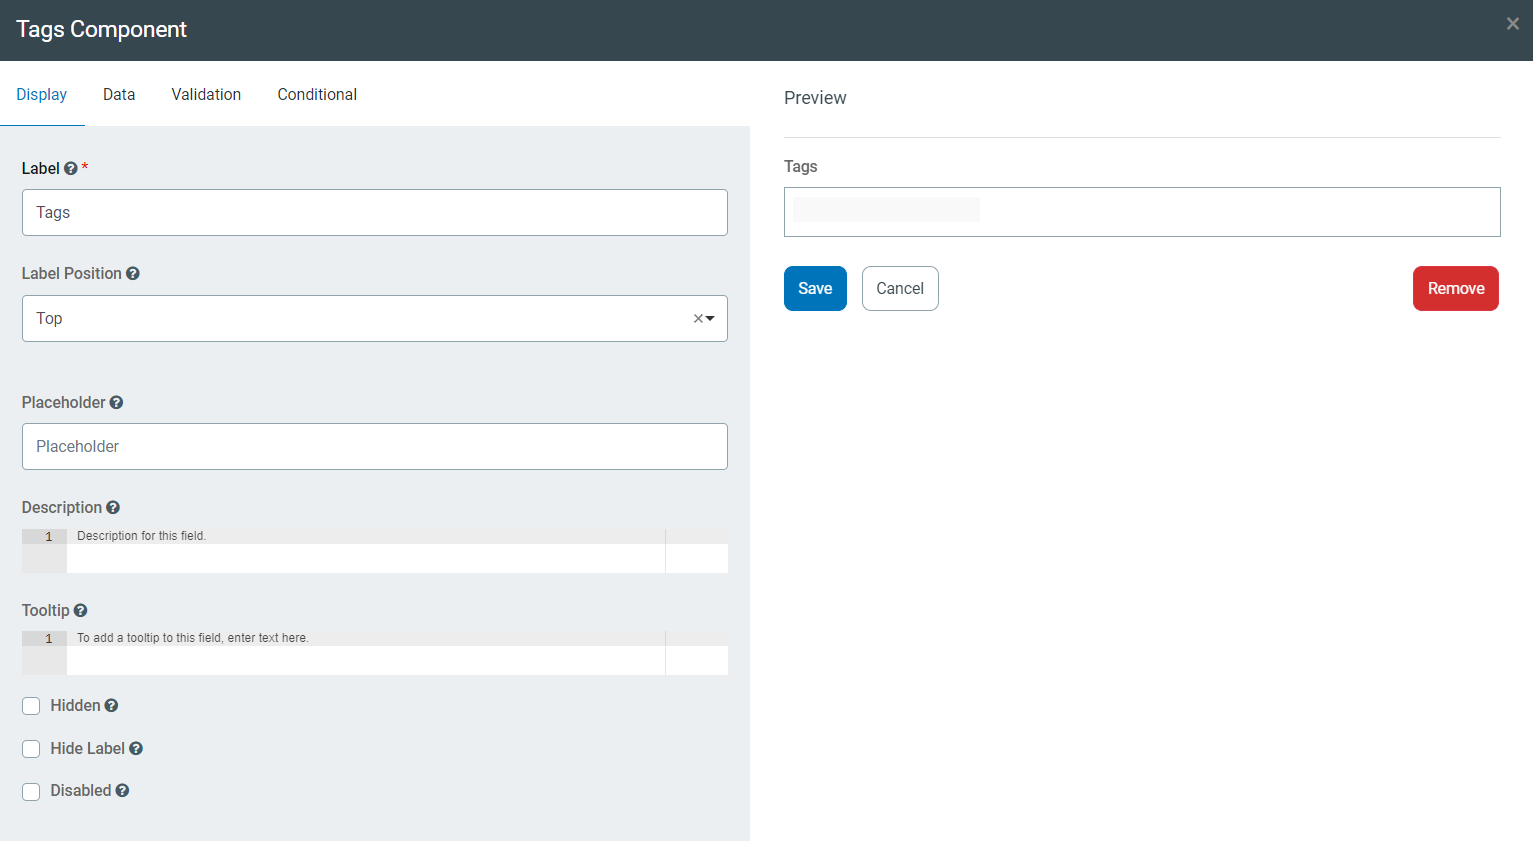 Tags Component
×
Display Data Validation Conditional
Label ? *
Tags
Label Position ?
Top ×
Placeholder ?
Placeholder
Description ?
1 Description for this field.
Tooltip ?
1 To add a tooltip to this field, enter text here.
Hidden ?
Hide Label ?
Disabled ?
Preview
Tags
Save Cancel Remove